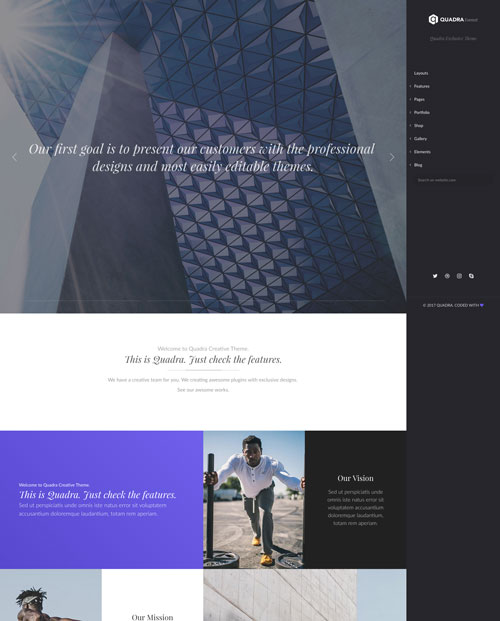 QUADRA
Quadra Exclusive Theme
Layouts
Features
Pages
Portfolio
Shop
Gallery
Elements
Blog
Search on website.com
© 2017 QUADRA. CODED WITH
Our first goal is to present our customers with the professional
designs and most easily editable themes.
Welcome to Quadra Creative Theme.
This is Quadra. Just check the features.
We have a creative team for you. We creating awesome plugins with exclusive designs.
See our awsome works.
Welcome to Quadra Creative Theme.
This is Quadra. Just check the features.
Sed ut perspiciatis unde omnis iste natus error sit voluptatem
accusantium doloremque laudantium, totam rem aperiam.
Our Vision
Sed ut perspiciatis unde
omnis iste natus error sit
voluptatem accusantium
doloremque laudantium,
totam rem aperiam.
Our Mission